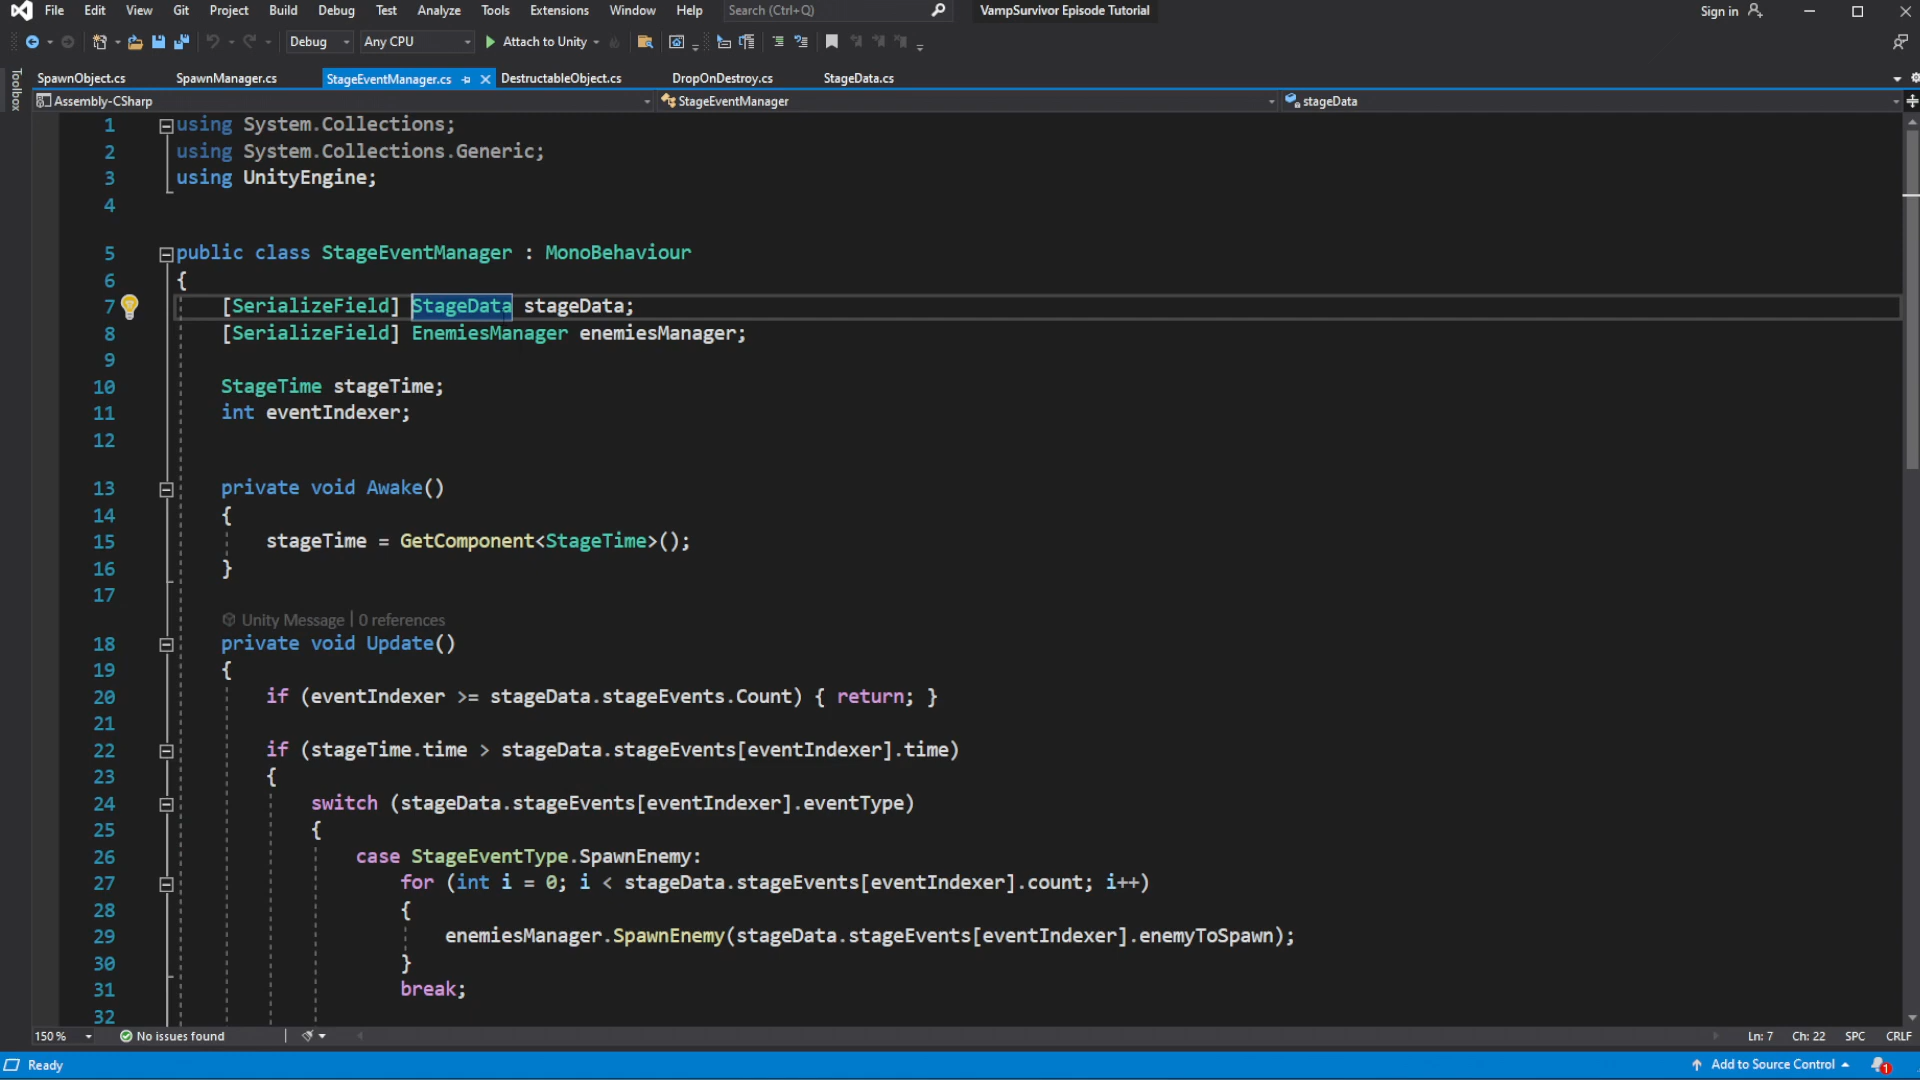 File Edit View Git Project Build Debug Test Analyze Tools Extensions Window Help Search (Ctrl+Q) VampSurvivor Episode Tutorial Sign in
Debug Any CPU Attach to Unity
Toolbox
SpawnObject.cs SpawnManager.cs StageEventManager.cs DestructableObject.cs DropOnDestroy.cs StageData.cs
Assembly-CSharp StageEventManager stageData
1 using System.Collections;
2 using System.Collections.Generic;
3 using UnityEngine;
4
5 public class StageEventManager : MonoBehaviour
6 {
7 [SerializeField] StageData stageData;
8 [SerializeField] EnemiesManager enemiesManager;
9
10 StageTime stageTime;
11 int eventIndexer;
12
13 private void Awake()
14 {
15 stageTime = GetComponent<StageTime>();
16 }
17
Unity Message | 0 references
18 private void Update()
19 {
20 if (eventIndexer >= stageData.stageEvents.Count) { return; }
21
22 if (stageTime.time > stageData.stageEvents[eventIndexer].time)
23 {
24 switch (stageData.stageEvents[eventIndexer].eventType)
25 {
26 case StageEventType.SpawnEnemy:
27 for (int i = 0; i < stageData.stageEvents[eventIndexer].count; i++)
28 {
29 enemiesManager.SpawnEnemy(stageData.stageEvents[eventIndexer].enemyToSpawn);
30 }
31 break;
32
150 % No issues found Ln: 7 Ch: 22 SPC CRLF
Ready Add to Source Control 1